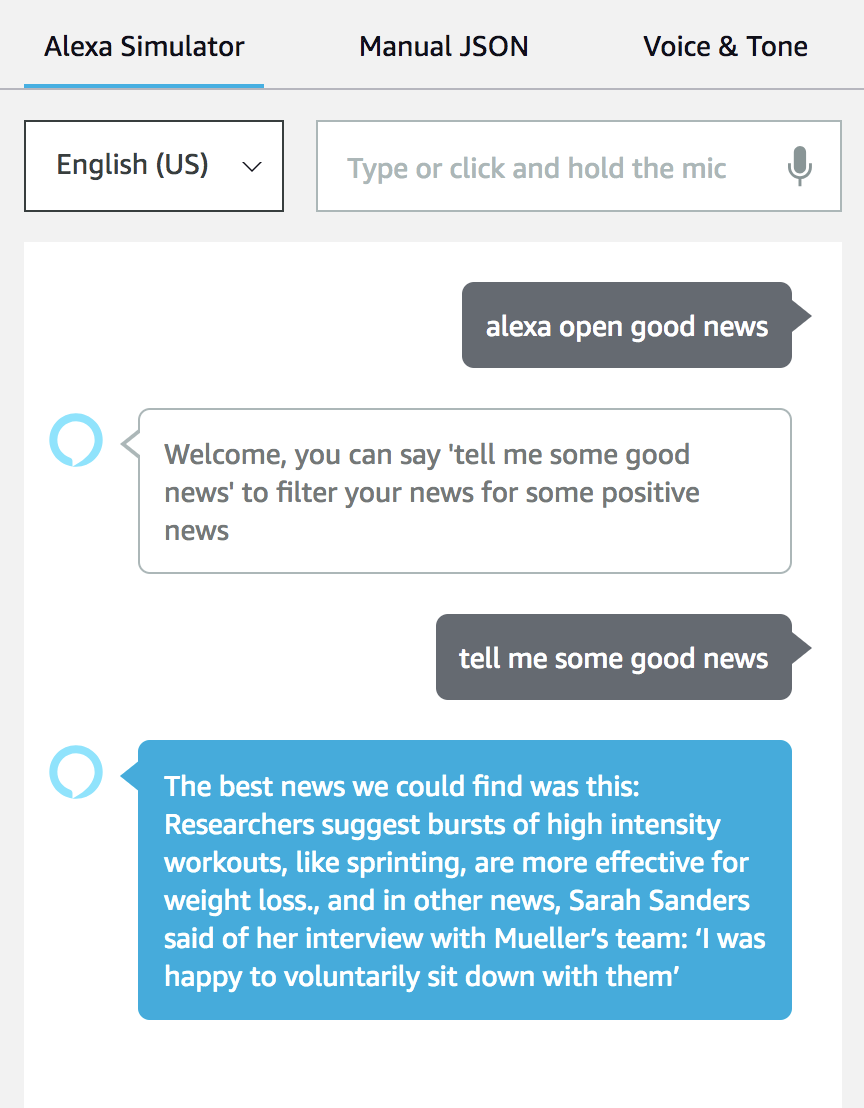 Alexa Simulator Manual JSON Voice & Tone
English (US) Type or click and hold the mic
alexa open good news
Welcome, you can say 'tell me some good
news' to filter your news for some positive
news
tell me some good news
The best news we could find was this:
Researchers suggest bursts of high intensity
workouts, like sprinting, are more effective for
weight loss., and in other news, Sarah Sanders
said of her interview with Mueller’s team: ‘I was
happy to voluntarily sit down with them’